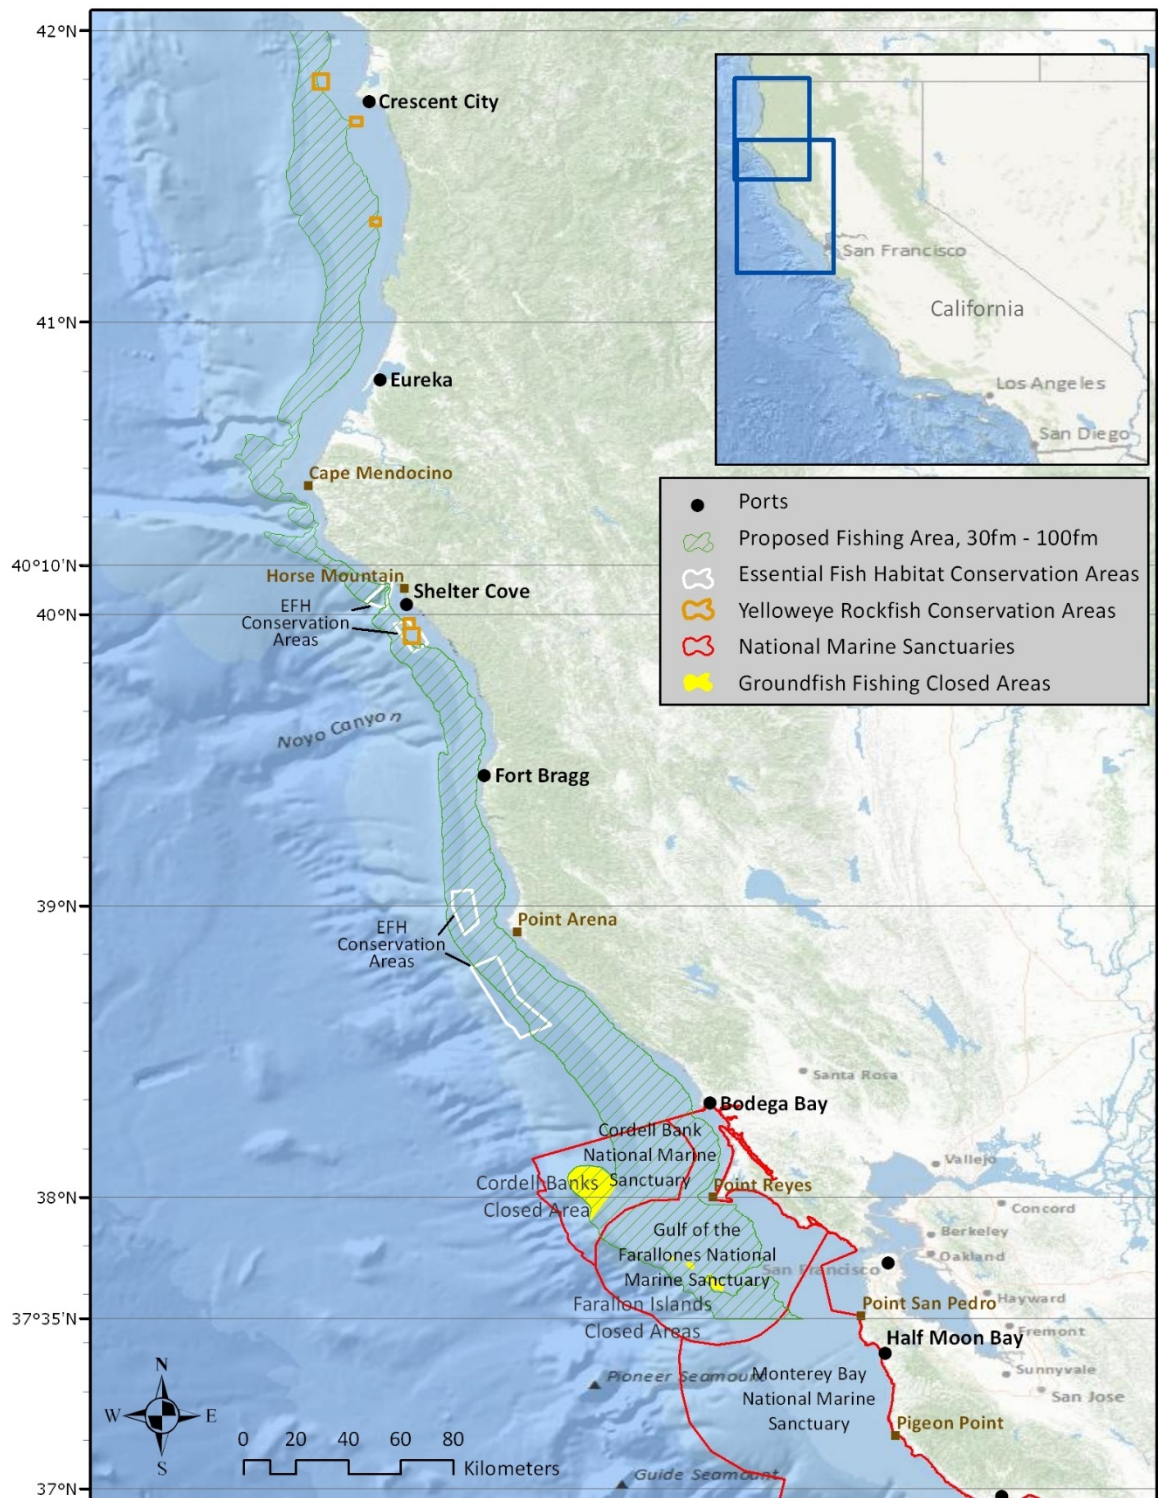 42°N
Crescent City
41°N
Eureka
Cape Mendocino
40°10'N
Horse Mountain
Shelter Cove
40°N
EFH
Conservation
Areas
Noyo Canyon
Fort Bragg
39°N
Point Arena
EFH
Conservation
Areas
Santa Rosa
Bodega Bay
Cordell Bank
National Marine
Sanctuary
Vallejo
Cordell Banks
Closed Area
Point Reyes
38°N
Concord
Gulf of the
Farallones National
Marine Sanctuary
Berkeley
Oakland
San Francisco
Farallon Islands
Closed Areas
Hayward
Point San Pedro
37°35'N
Fremont
Half Moon Bay
Sunnyvale
San Jose
Pioneer Seamount
Monterey Bay
National Marine
Sanctuary
Pigeon Point
Guide Seamount
37°N
N
W
E
S
0 20 40 60 80
Kilometers
San Francisco
California
Los Angeles
San Diego
Ports
Proposed Fishing Area, 30fm - 100fm
Essential Fish Habitat Conservation Areas
Yelloweye Rockfish Conservation Areas
National Marine Sanctuaries
Groundfish Fishing Closed Areas